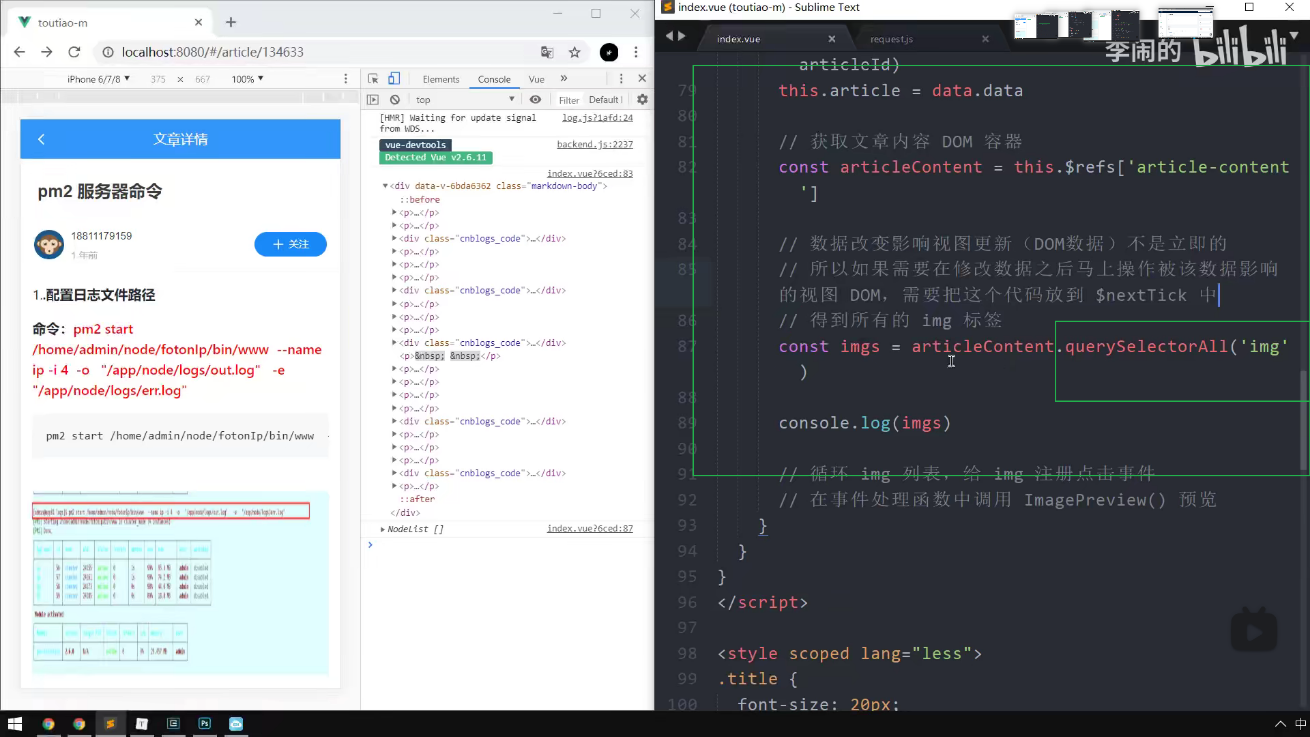 toutiao-m
localhost:8080/#/article/134633
iPhone 6/7/8 375 × 667 100%
文章详情
pm2 服务器命令
18811179159
1 年前
关注
1..配置日志文件路径
命令：pm2 start
/home/admin/node/fotonIp/bin/www --name
ip -i 4 -o "/app/node/logs/out.log" -e
"/app/node/logs/err.log"
pm2 start /home/admin/node/fotonIp/bin/www
Elements Console Vue
top Filter Default
[HMR] Waiting for update signal log.js?1afd:24
from WDS...
vue-devtools backend.js:2237
Detected Vue v2.6.11
index.vue?6ced:83
<div data-v-6bda6362 class="markdown-body">
::before
<p>…</p>
<p>…</p>
<div class="cnblogs_code">…</div>
<p>…</p>
<p>…</p>
<div class="cnblogs_code">…</div>
<p>…</p>
<p>…</p>
<p>…</p>
<p>…</p>
<div class="cnblogs_code">…</div>
<p>&nbsp; &nbsp;</p>
<p>…</p>
<p>…</p>
<div class="cnblogs_code">…</div>
<p>…</p>
<div class="cnblogs_code">…</div>
<p>…</p>
<p>…</p>
<p>…</p>
<div class="cnblogs_code">…</div>
<p>…</p>
::after
</div>
NodeList [] index.vue?6ced:87
index.vue (toutiao-m) - Sublime Text
index.vue request.js
李闹的 bilibili
articleId)
79 this.article = data.data
80
81 // 获取文章内容 DOM 容器
82 const articleContent = this.$refs['article-content
']
83
84 // 数据改变影响视图更新（DOM数据）不是立即的
85 // 所以如果需要在修改数据之后马上操作被该数据影响
的视图 DOM，需要把这个代码放到 $nextTick 中
86 // 得到所有的 img 标签
87 const imgs = articleContent.querySelectorAll('img'
)
88
89 console.log(imgs)
90
91 // 循环 img 列表，给 img 注册点击事件
92 // 在事件处理函数中调用 ImagePreview() 预览
93 }
94 }
95 }
96 </script>
97
98 <style scoped lang="less">
99 .title {
100 font-size: 20px;
中